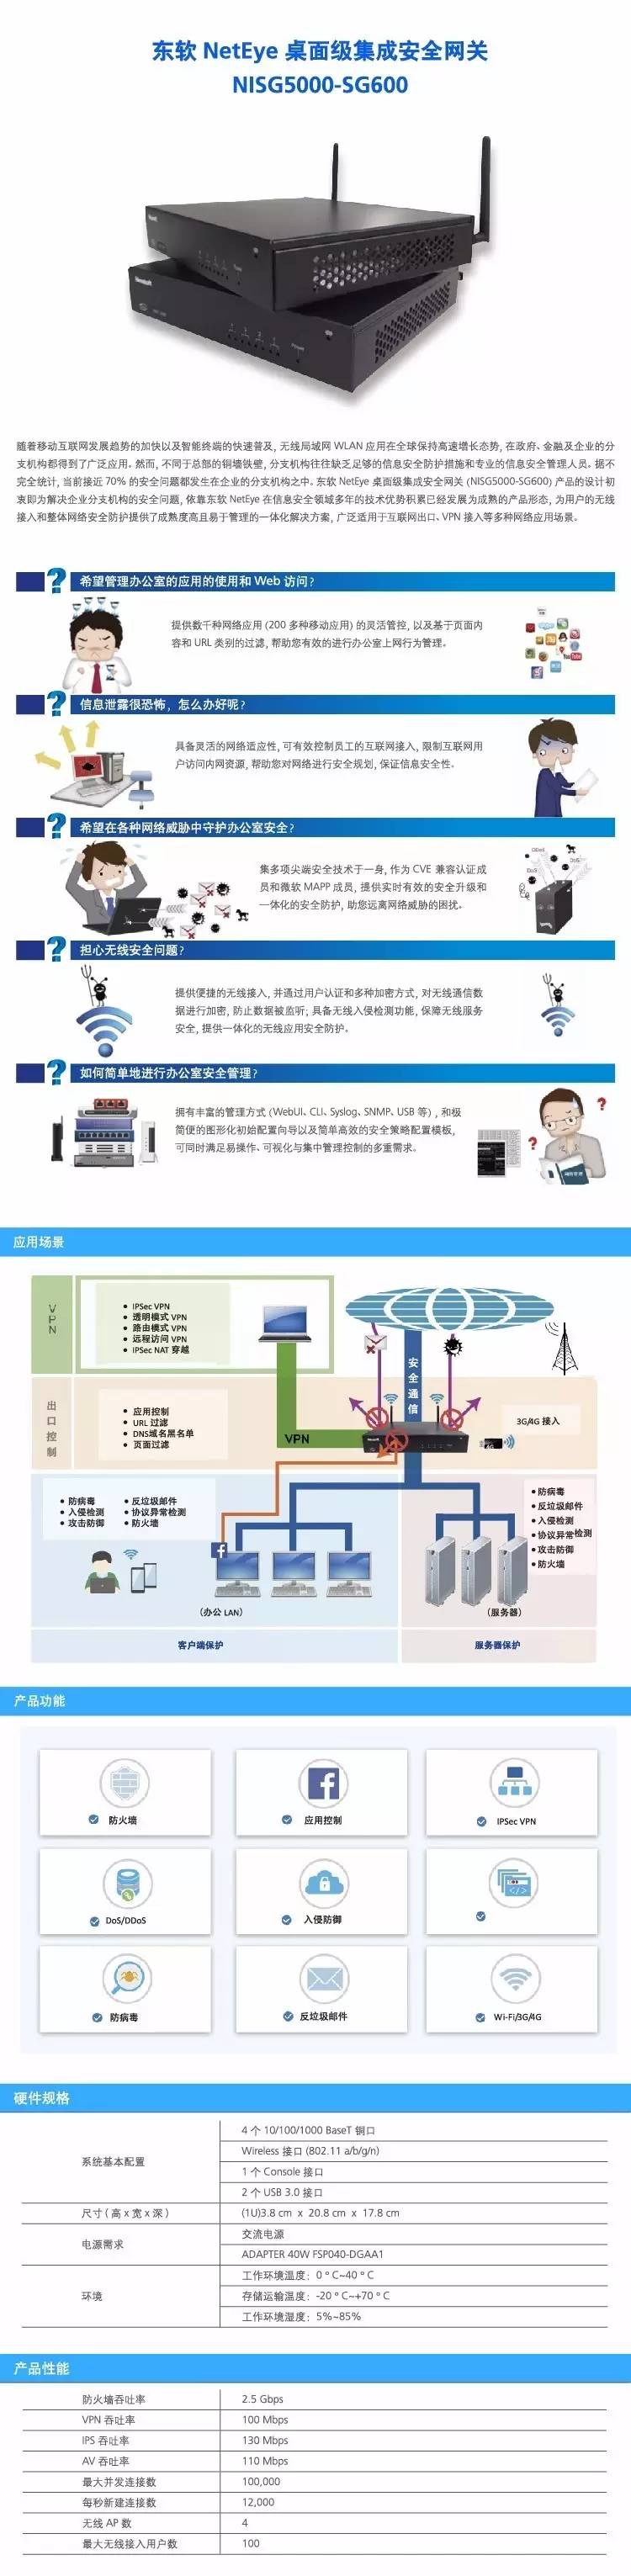 东软 NetEye 桌面级集成安全网关
NISG5000-SG600
随着移动互联网发展趋势的加快以及智能终端的快速普及, 无线局域网 WLAN 应用在全球保持高速增长态势, 在政府、金融及企业的分
支机构都得到了广泛应用。然而, 不同于总部的铜墙铁壁, 分支机构往往缺乏足够的信息安全防护措施和专业的信息安全管理人员。据不
完全统计, 当前接近 70% 的安全问题都发生在企业的分支机构之中。东软 NetEye 桌面级集成安全网关 (NISG5000-SG600) 产品的设计初
衷即为解决企业分支机构的安全问题, 依靠东软 NetEye 在信息安全领域多年的技术优势积累已经发展为成熟的产品形态, 为用户的无线
接入和整体网络安全防护提供了成熟度高且易于管理的一体化解决方案, 广泛适用于互联网出口、VPN 接入等多种网络应用场景。
? 希望管理办公室的应用的使用和 Web 访问?
提供数千种网络应用 (200 多种移动应用) 的灵活管控, 以及基于页面内
容和 URL 类别的过滤, 帮助您有效的进行办公室上网行为管理。
? 信息泄露很恐怖, 怎么办好呢?
具备灵活的网络适应性, 可有效控制员工的互联网接入, 限制互联网用
户访问内网资源, 帮助您对网络进行安全规划, 保证信息安全性。
? 希望在各种网络威胁中守护办公室安全?
集多项尖端安全技术于一身, 作为 CVE 兼容认证成
员和微软 MAPP 成员, 提供实时有效的安全升级和
一体化的安全防护, 助您远离网络威胁的困扰。
? 担心无线安全问题?
提供便捷的无线接入, 并通过用户认证和多种加密方式, 对无线通信数
据进行加密, 防止数据被监听; 具备无线入侵检测功能, 保障无线服务
安全, 提供一体化的无线应用安全防护。
? 如何简单地进行办公室安全管理?
拥有丰富的管理方式 (WebUI、CLI、Syslog、SNMP、USB 等) , 和极
简便的图形化初始配置向导以及简单高效的安全策略配置模板,
可同时满足易操作、可视化与集中管理控制的多重需求。
? ?
应用场景
VPN
• IPSec VPN
• 透明模式 VPN
• 路由模式 VPN
• 远程访问 VPN
• IPSec NAT 穿越
安全通信
出口控制
• 应用控制
• URL 过滤
• DNS域名黑名单
• 页面过滤
VPN
3G/4G 接入
• 防病毒 • 反垃圾邮件
• 入侵检测 • 协议异常检测
• 攻击防御 • 防火墙
• 防病毒
• 反垃圾邮件
• 入侵检测
• 协议异常检测
• 攻击防御
• 防火墙
(办公 LAN)
(服务器)
客户端保护
服务器保护
产品功能
防火墙
应用控制
IPSec VPN
DoS/DDoS
入侵防御
防病毒
反垃圾邮件
Wi-Fi/3G/4G
硬件规格
系统基本配置
4 个 10/100/1000 BaseT 铜口
Wireless 接口 (802.11 a/b/g/n)
1 个 Console 接口
2 个 USB 3.0 接口
尺寸 ( 高 x 宽 x 深 )
(1U)3.8 cm x 20.8 cm x 17.8 cm
电源需求
交流电源
ADAPTER 40W FSP040-DGAA1
环境
工作环境温度: 0 º C~40 º C
存储运输温度: -20 º C~+70 º C
工作环境湿度: 5%~85%
产品性能
防火墙吞吐率 2.5 Gbps
VPN 吞吐率 100 Mbps
IPS 吞吐率 130 Mbps
AV 吞吐率 110 Mbps
最大并发连接数 100,000
每秒新建连接数 12,000
无线 AP 数 4
最大无线接入用户数 100